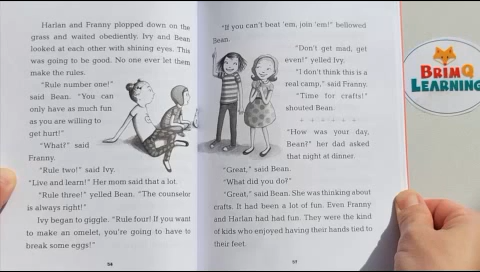 Harlan and Franny plopped down on the
grass and waited obediently. Ivy and Bean
looked at each other with shining eyes. This
was going to be good. No one ever let them
make the rules.
"Rule number one!"
said Bean. "You can
only have as much fun
as you are willing to
get hurt!"
"What?" said
Franny.
"Rule two!" said Ivy.
"Live and learn!" Her mom said that a lot.
"Rule three!" yelled Bean. "The counselor
is always right!"
Ivy began to giggle. "Rule four! If you want
to make an omelet, you're going to have to
break some eggs!"
"If you can't beat 'em, join 'em!" bellowed
Bean.
"Don't get mad, get
even!" yelled Ivy.
"I don't think this is a
real camp," said Franny.
"Time for crafts!"
shouted Bean.
"How was your day,
Bean?" her dad asked
that night at dinner.
"Great," said Bean.
"What did you do?"
"Great," said Bean. She was thinking about
crafts. It had been a lot of fun. Even Franny
and Harlan had had fun. They were the kind
of kids who enjoyed having their hands tied to
their feet.
BRIMQ
LEARNING